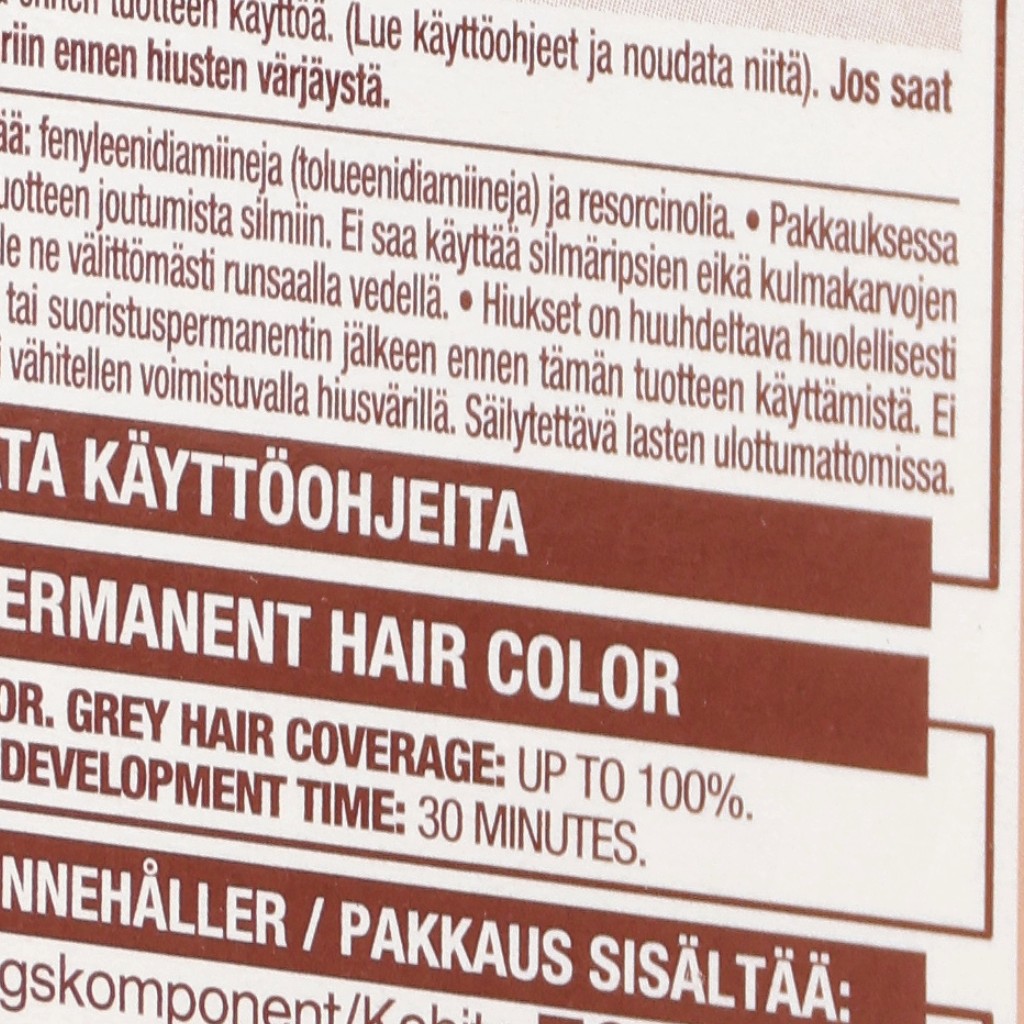 tuotteen käyttöä. (Lue käyttöohjeet ja noudata niitä). Jos saat
riin ennen hiusten värjäystä.
ää: fenyleenidiamiineja (tolueenidiamiineja) ja resorcinolia. • Pakkauksessa
uotteen joutumista silmiin. Ei saa käyttää silmäripsien eikä kulmakarvojen
le ne välittömästi runsaalla vedellä. • Hiukset on huuhdeltava huolellisesti
tai suoristuspermanentin jälkeen ennen tämän tuotteen käyttämistä. Ei
vähitellen voimistuvalla hiusvärillä. Säilytettävä lasten ulottumattomissa.
TA KÄYTTÖOHJEITA
ERMANENT HAIR COLOR
OR. GREY HAIR COVERAGE: UP TO 100%.
DEVELOPMENT TIME: 30 MINUTES.
NNEHÅLLER / PAKKAUS SISÄLTÄÄ:
gskomponent/